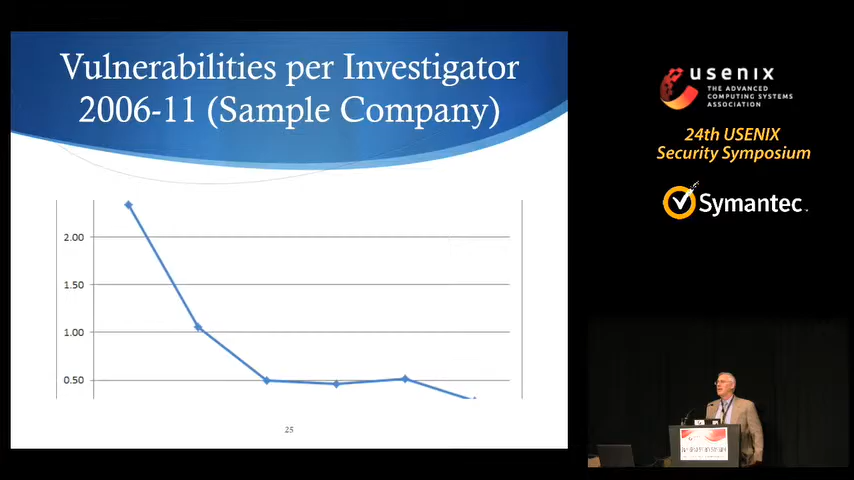 Vulnerabilities per Investigator
2006-11 (Sample Company)
2.00
1.50
1.00
0.50
25
usenix
THE ADVANCED
COMPUTING SYSTEMS
ASSOCIATION
24th USENIX
Security Symposium
Symantec.